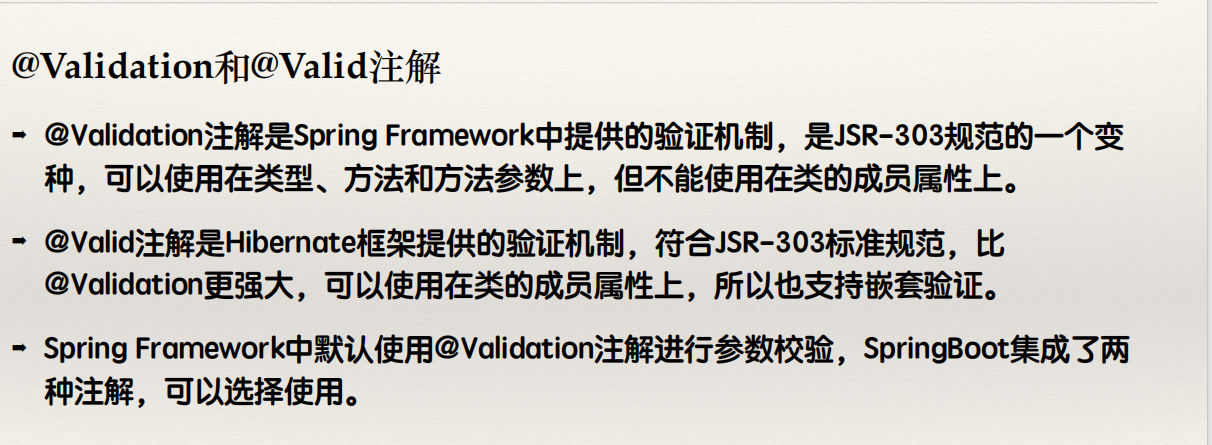 @Validation和@Valid注解
➡ @Validation注解是Spring Framework中提供的验证机制，是JSR-303规范的一个变
种，可以使用在类型、方法和方法参数上，但不能使用在类的成员属性上。
➡ @Valid注解是Hibernate框架提供的验证机制，符合JSR-303标准规范，比
@Validation更强大，可以使用在类的成员属性上，所以也支持嵌套验证。
➡ Spring Framework中默认使用@Validation注解进行参数校验，SpringBoot集成了两
种注解，可以选择使用。